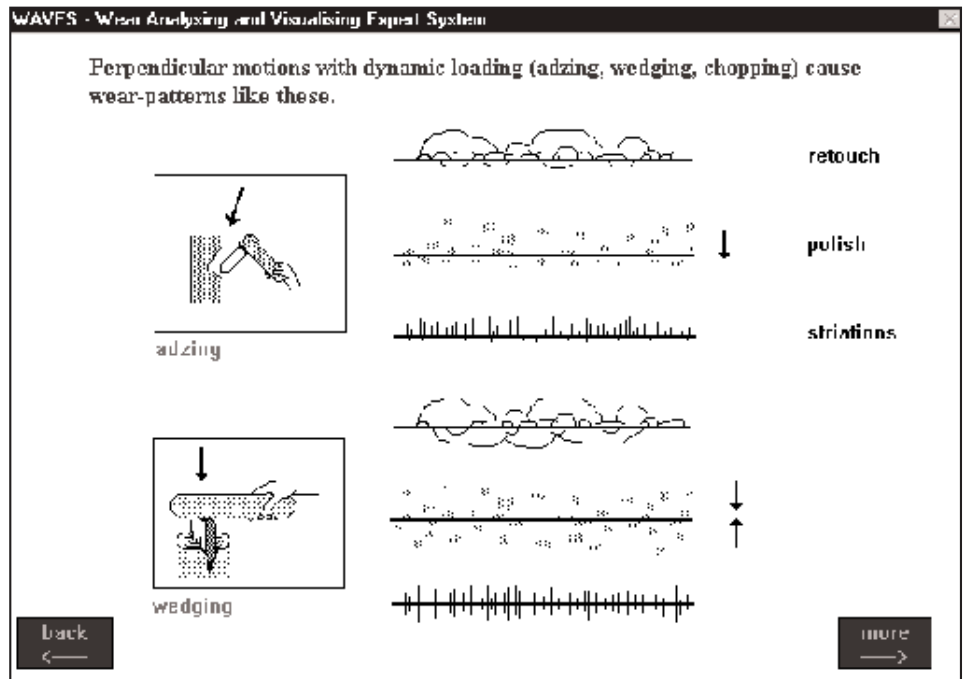 WAVES - Wear Analysing and Visualising Expert System
Perpendicular motions with dynamic loading (adzing, wedging, chopping) cause
wear-patterns like these.
retouch
polish
striations
adzing
wedging
back
more